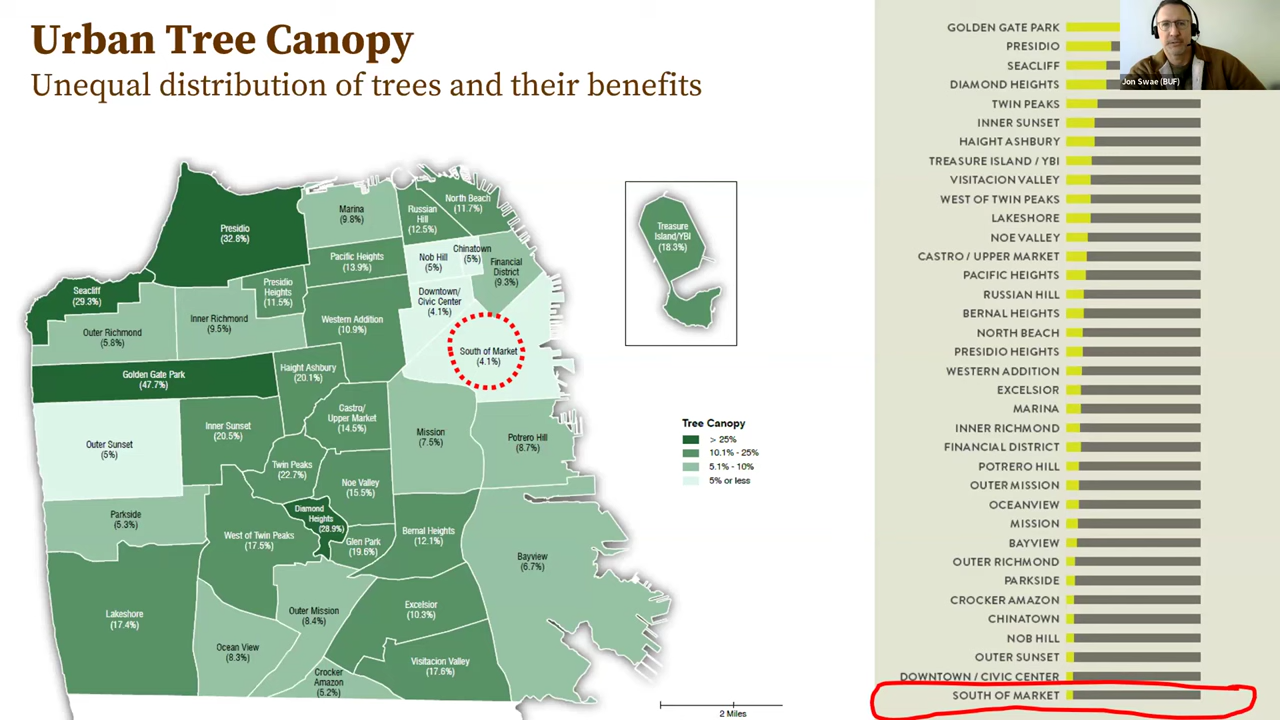 Urban Tree Canopy
Unequal distribution of trees and their benefits
Presidio
(32.8%)
Marina
(9.8%)
Russian
Hill
(12.5%)
North Beach
(11.7%)
Seacliff
(29.3%)
Outer Richmond
(5.8%)
Inner Richmond
(9.5%)
Presidio
Heights
(11.5%)
Pacific Heights
(13.9%)
Nob Hill
(5%)
Chinatown
(5%)
Financial
District
(9.3%)
Downtown/
Civic Center
(4.1%)
Western Addition
(10.9%)
South of Market
(4.1%)
Golden Gate Park
(47.7%)
Haight Ashbury
(20.1%)
Outer Sunset
(5%)
Inner Sunset
(20.5%)
Castro/
Upper Market
(14.5%)
Mission
(7.5%)
Potrero Hill
(8.7%)
Twin Peaks
(22.7%)
Noe Valley
(15.5%)
Parkside
(5.3%)
West of Twin Peaks
(17.5%)
Diamond
Heights
(28.9%)
Glen Park
(19.6%)
Bernal Heights
(12.1%)
Bayview
(6.7%)
Lakeshore
(17.4%)
Ocean View
(8.3%)
Outer Mission
(8.4%)
Excelsior
(10.3%)
Crocker
Amazon
(5.2%)
Visitacion Valley
(17.6%)
Treasure
Island/YBI
(18.3%)
Tree Canopy
> 25%
10.1% - 25%
5.1% - 10%
5% or less
2 Miles
GOLDEN GATE PARK
PRESIDIO
SEACLIFF
DIAMOND HEIGHTS
TWIN PEAKS
INNER SUNSET
HAIGHT ASHBURY
TREASURE ISLAND / YBI
VISITACION VALLEY
WEST OF TWIN PEAKS
LAKESHORE
NOE VALLEY
CASTRO / UPPER MARKET
PACIFIC HEIGHTS
RUSSIAN HILL
BERNAL HEIGHTS
NORTH BEACH
PRESIDIO HEIGHTS
WESTERN ADDITION
EXCELSIOR
MARINA
INNER RICHMOND
FINANCIAL DISTRICT
POTRERO HILL
OUTER MISSION
OCEANVIEW
MISSION
BAYVIEW
OUTER RICHMOND
PARKSIDE
CROCKER AMAZON
CHINATOWN
NOB HILL
OUTER SUNSET
DOWNTOWN / CIVIC CENTER
SOUTH OF MARKET
Jon Swae (BUF)